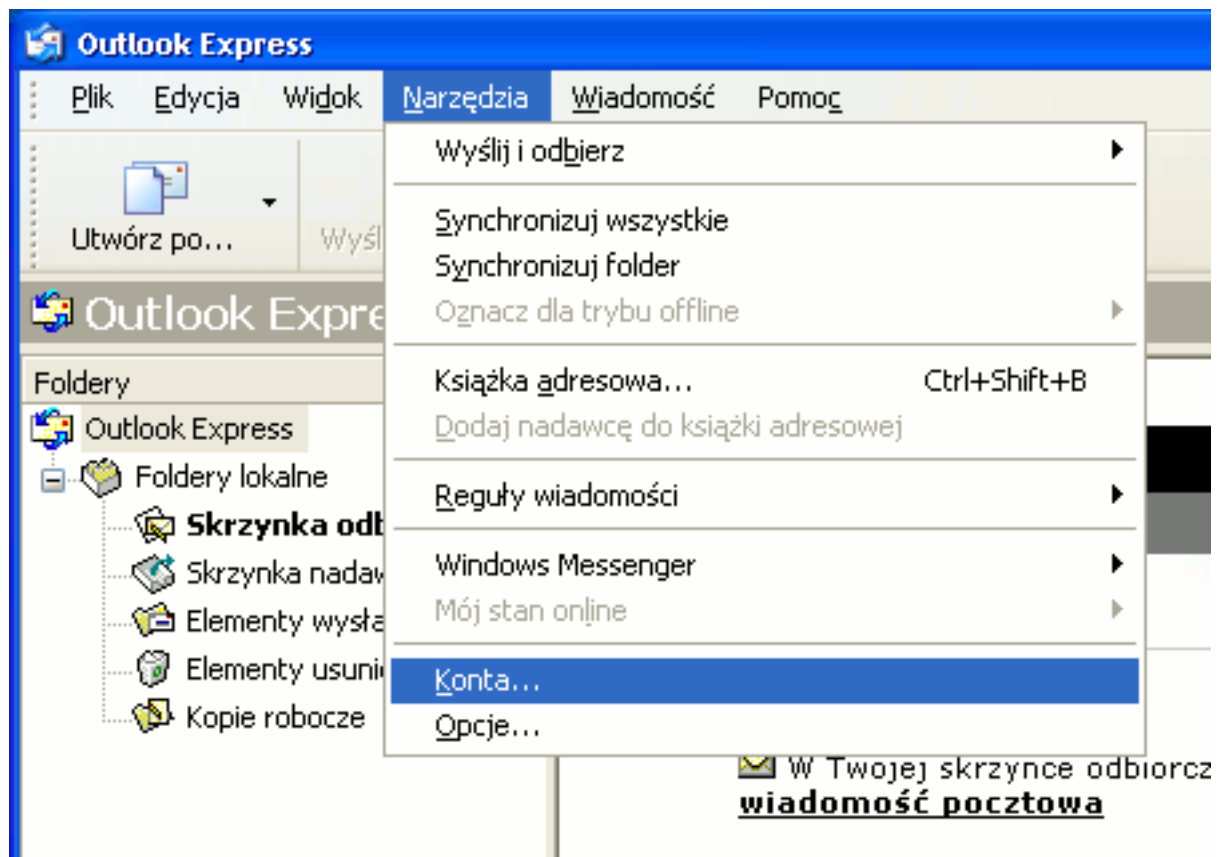 Outlook Express
Plik Edycja Widok Narzędzia Wiadomość Pomoc
Wyślij i odbierz
Synchronizuj wszystkie
Synchronizuj folder
Oznacz dla trybu offline
Książka adresowa... Ctrl+Shift+B
Dodaj nadawcę do książki adresowej
Reguły wiadomości
Windows Messenger
Mój stan online
Konta...
Opcje...
Utwórz po... Wyśl
Outlook Expre
Foldery
Outlook Express
Foldery lokalne
Skrzynka odb
Skrzynka nadaw
Elementy wysła
Elementy usunię
Kopie robocze
W Twojej skrzynce odbiorcz
wiadomość pocztowa